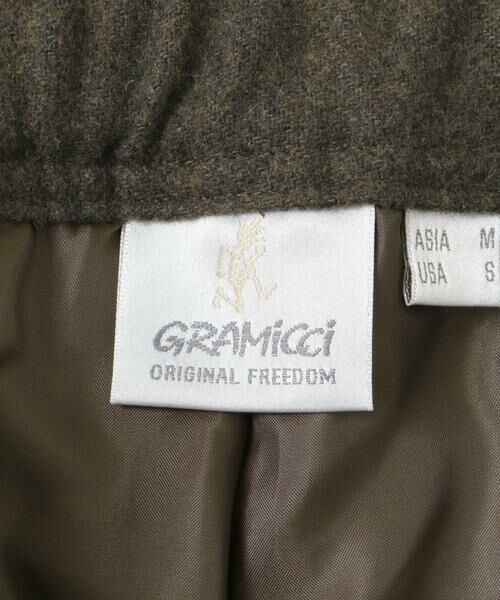 GRAMiCCi
ORIGINAL FREEDOM
ASIA M
USA S